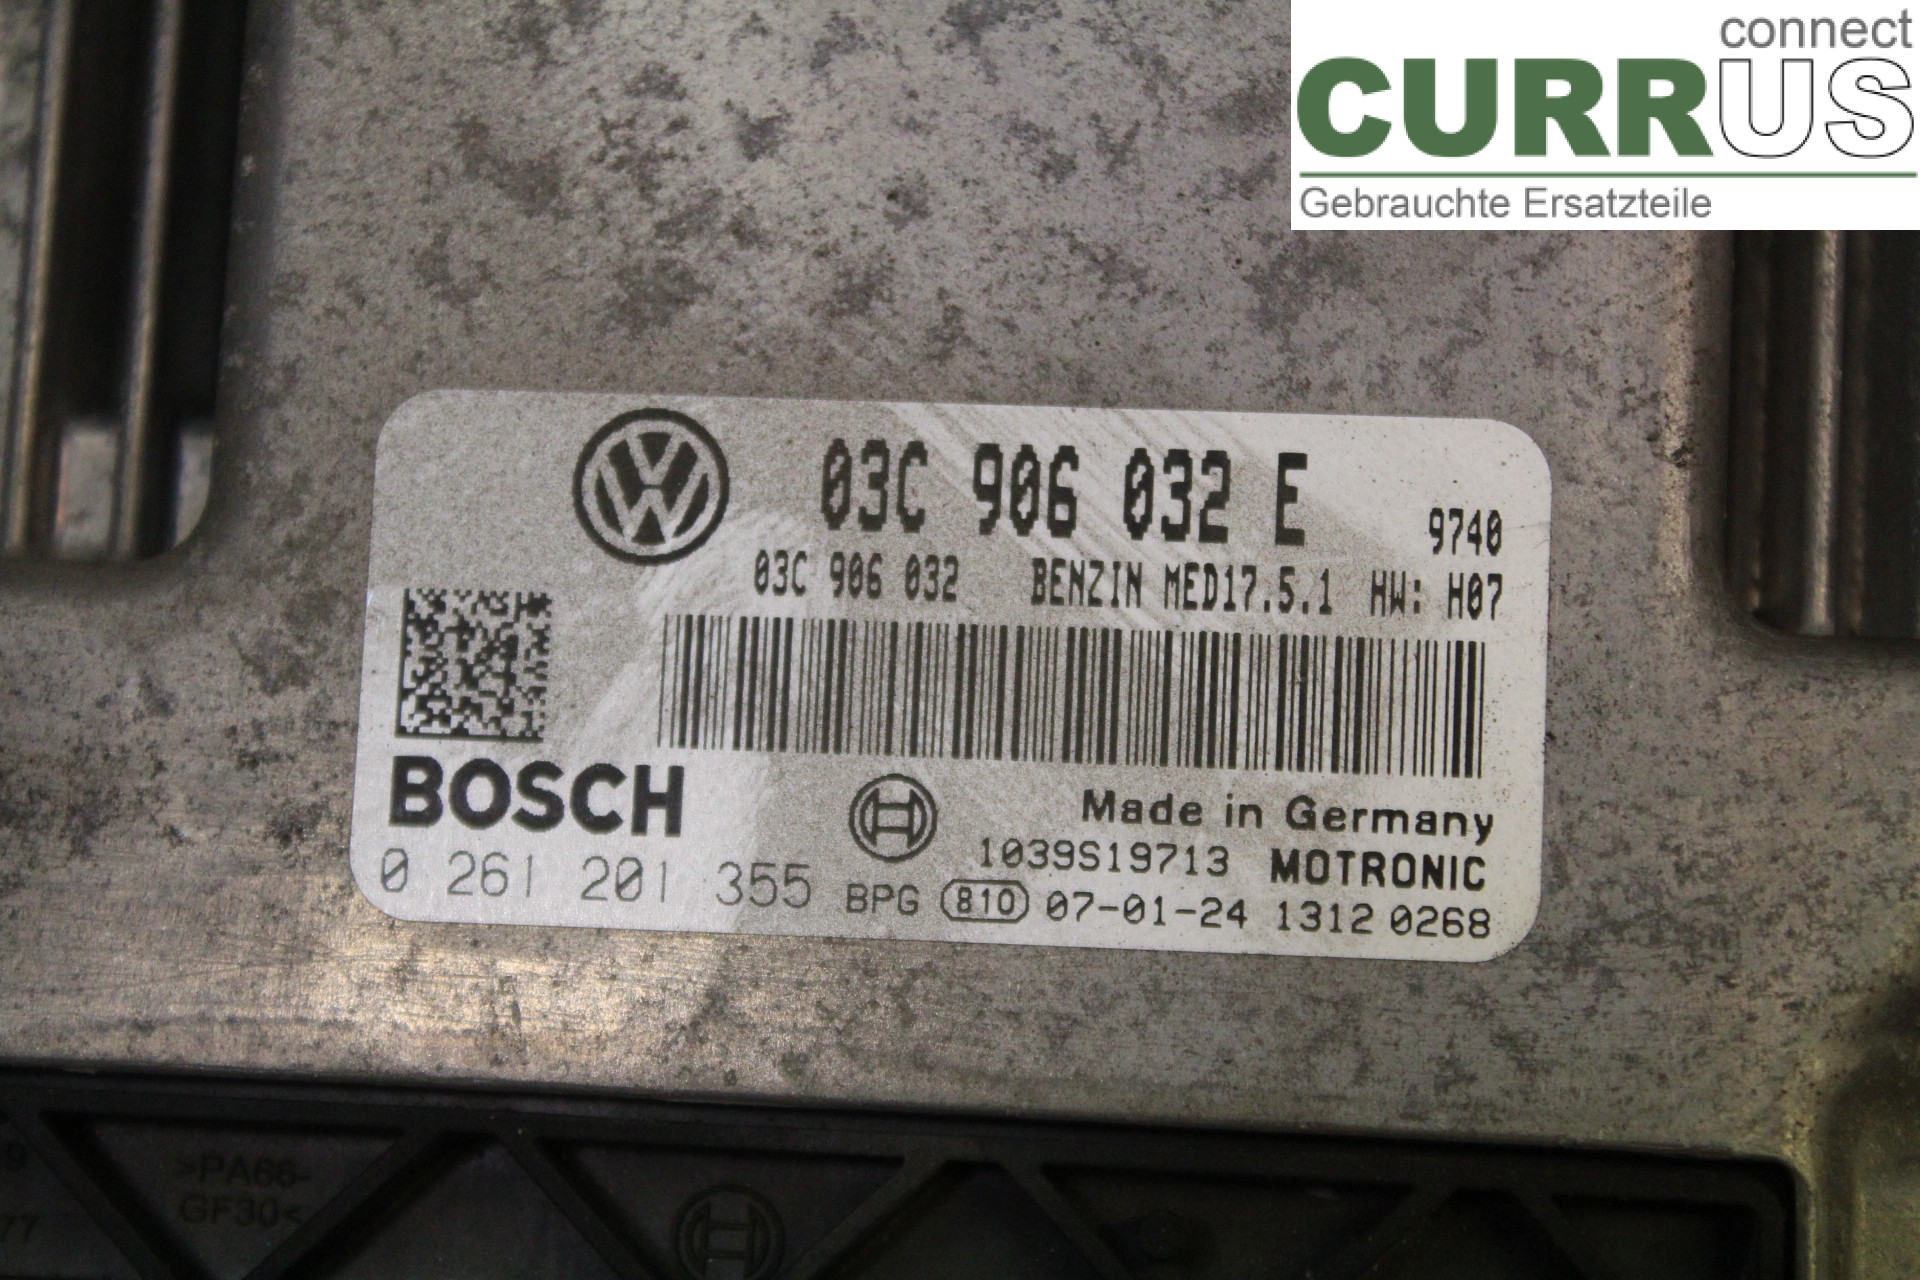 connect
CURRUS
Gebrauchte Ersatzteile
03C 906 032 E
9740
03C 906 032 BENZIN MED17.5.1 HW: H07
BOSCH
Made in Germany
1039S19713 MOTRONIC
0 261 201 355 BPG 810 07-01-24 1312 0268
>PA66-
GF30<
77